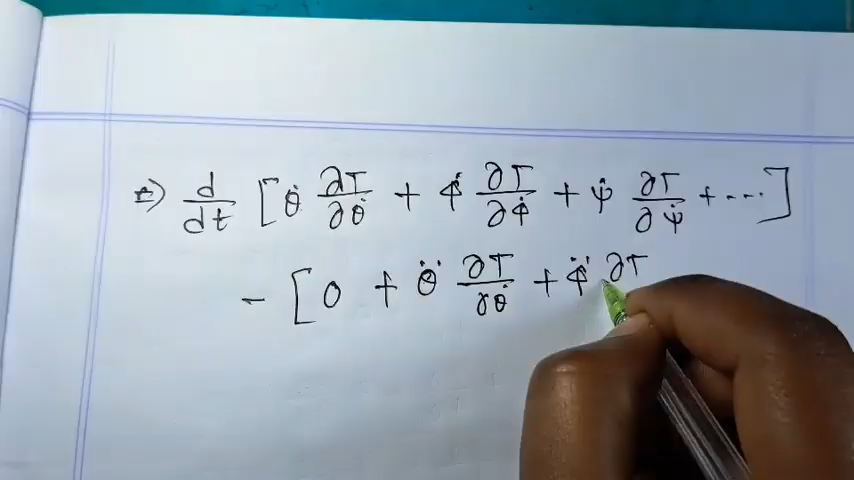 ⇒) d/dt [θ̇ ∂T/∂θ̇ + ϕ̇ ∂T/∂ϕ̇ + ψ̇ ∂T/∂ψ̇ + ---]
- [0 + θ̈ ∂T/∂θ̇ + ϕ̈ ∂T